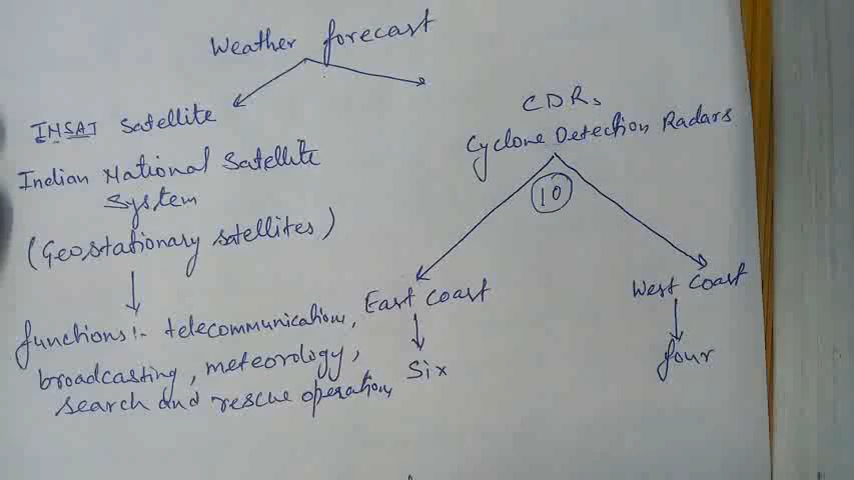 Weather forecast
INSAT Satellite
Indian National Satellite
System
(Geostationary satellites)
functions:- telecommunication,
broadcasting, meteorology,
search and rescue operation,
CDRs
Cyclone Detection Radars
10
East Coast
Six
West Coast
four